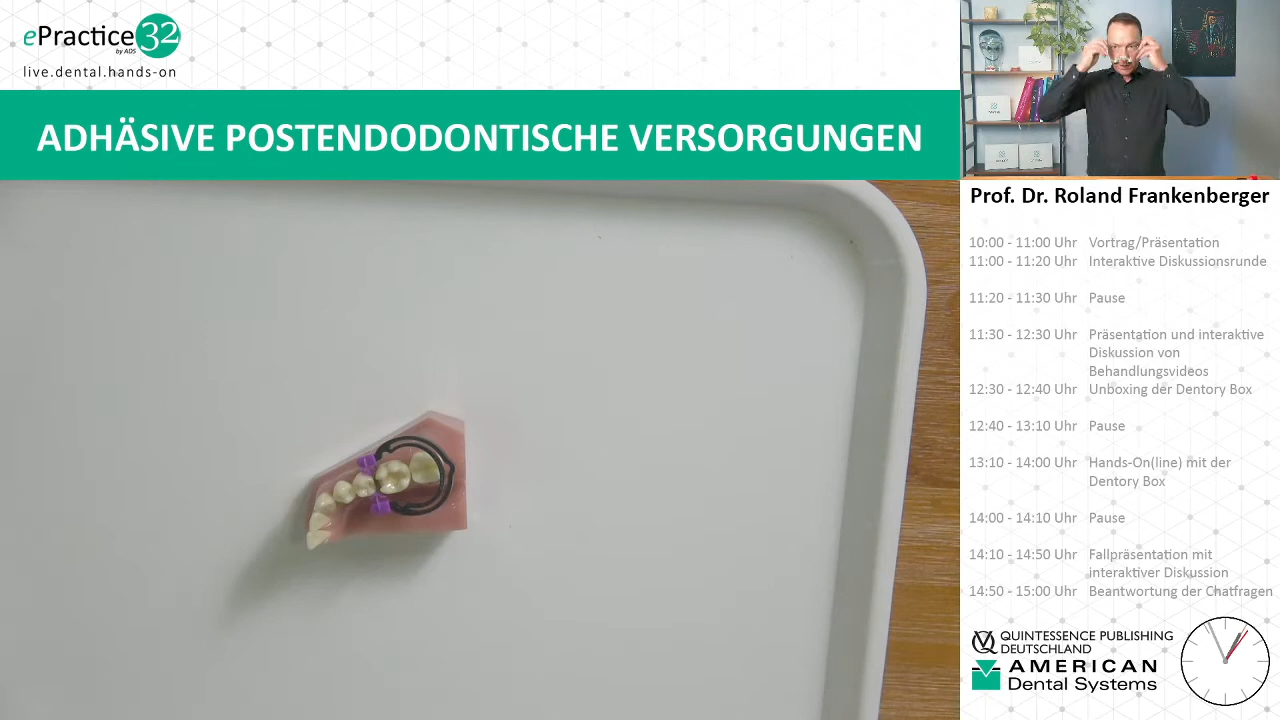 ePractice32
by ADS
live.dental.hands-on
ADHÄSIVE POSTENDODONTISCHE VERSORGUNGEN
Prof. Dr. Roland Frankenberger
10:00 - 11:00 Uhr Vortrag/Präsentation
11:00 - 11:20 Uhr Interaktive Diskussionsrunde
11:20 - 11:30 Uhr Pause
11:30 - 12:30 Uhr Präsentation und interaktive
Diskussion von
Behandlungsvideos
12:30 - 12:40 Uhr Unboxing der Dentory Box
12:40 - 13:10 Uhr Pause
13:10 - 14:00 Uhr Hands-On(line) mit der
Dentory Box
14:00 - 14:10 Uhr Pause
14:10 - 14:50 Uhr Fallpräsentation mit
interaktiver Diskussion
14:50 - 15:00 Uhr Beantwortung der Chatfragen
QUINTESSENCE PUBLISHING
DEUTSCHLAND
AMERICAN
Dental Systems